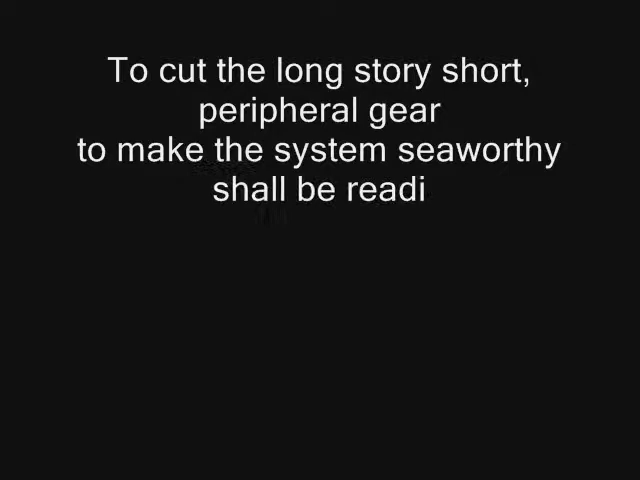 To cut the long story short,
peripheral gear
to make the system seaworthy
shall be readi